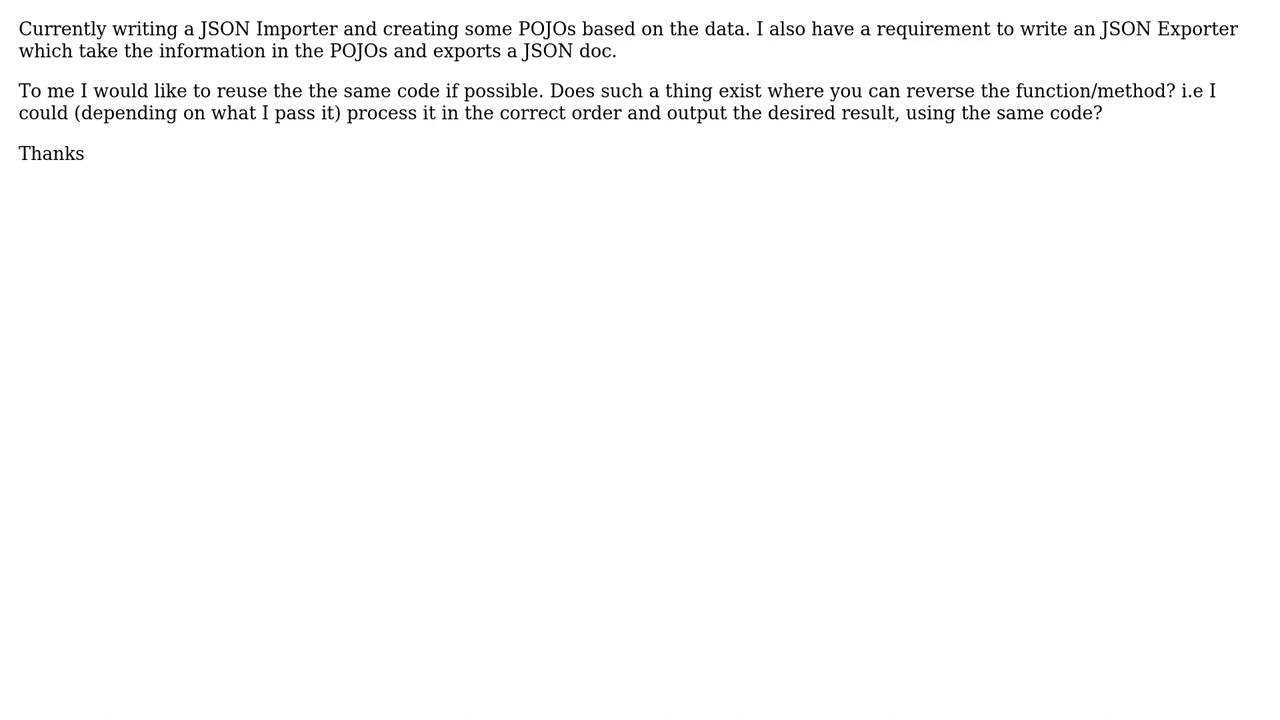 Currently writing a JSON Importer and creating some POJOs based on the data. I also have a requirement to write an JSON Exporter
which take the information in the POJOs and exports a JSON doc.
To me I would like to reuse the the same code if possible. Does such a thing exist where you can reverse the function/method? i.e I
could (depending on what I pass it) process it in the correct order and output the desired result, using the same code?
Thanks